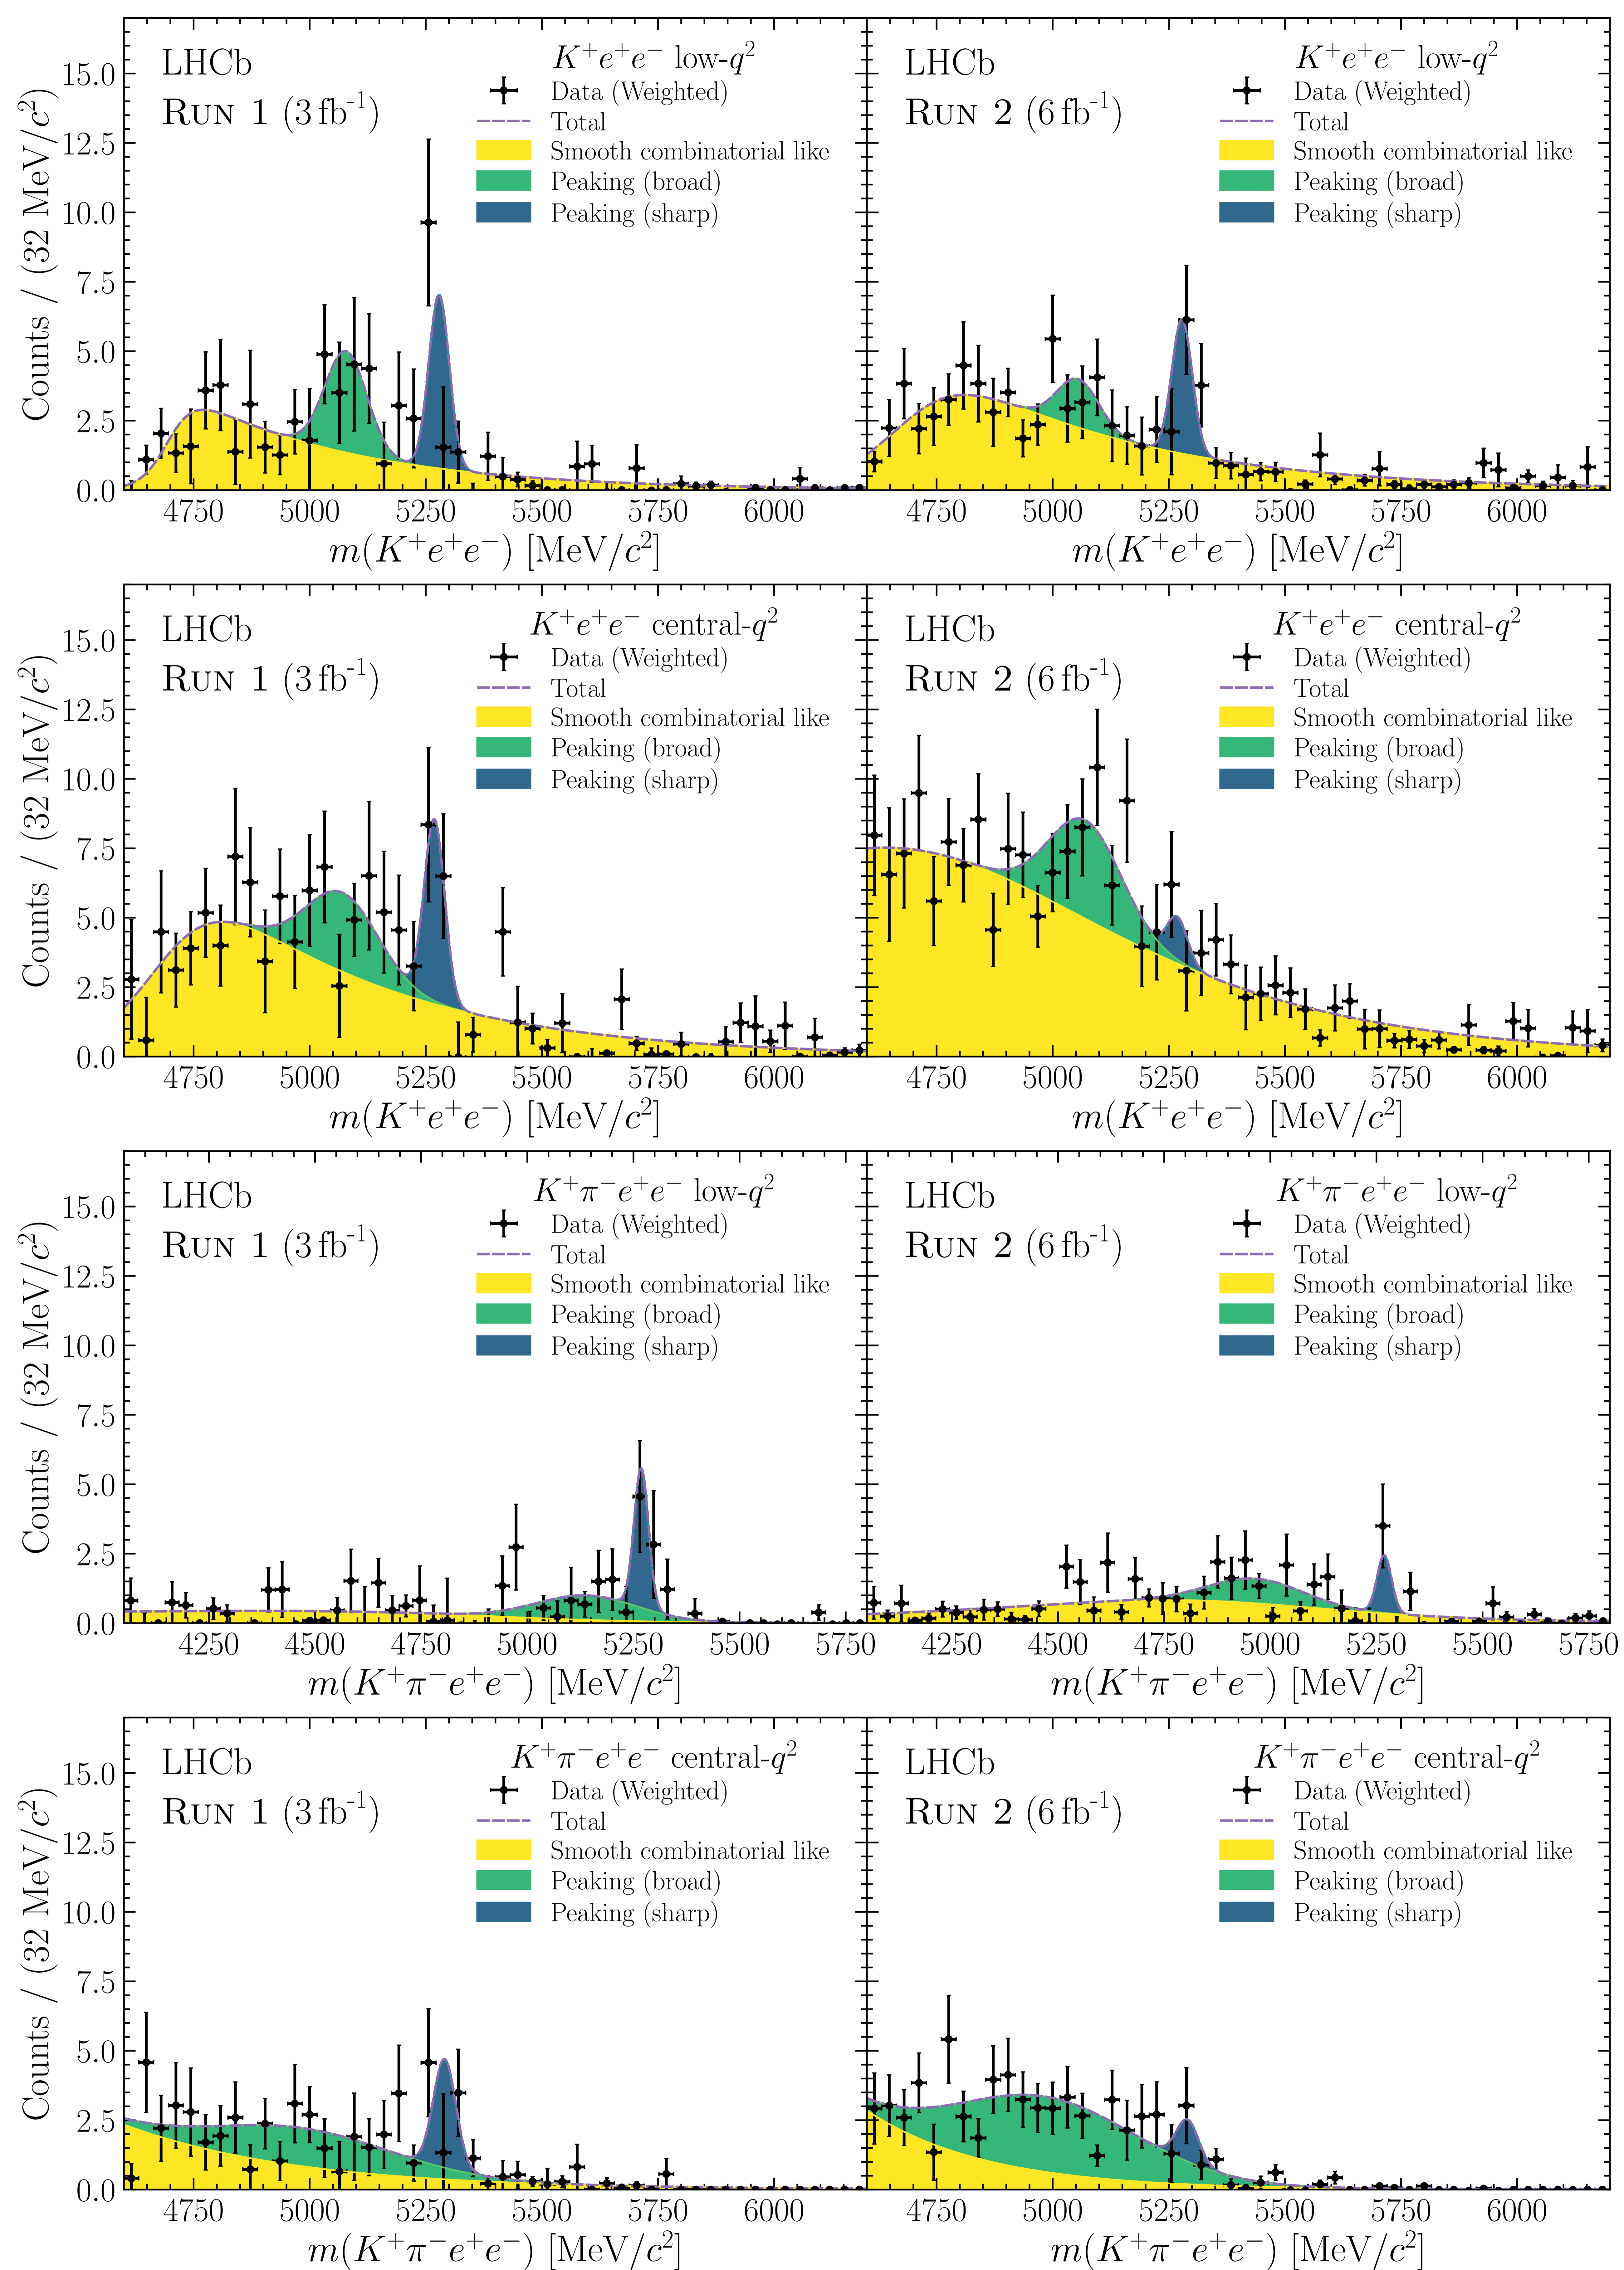 LHCb
RUN 1 (3 fb⁻¹)
K⁺e⁺e⁻ low-q²
Data (Weighted)
Total
Smooth combinatorial like
Peaking (broad)
Peaking (sharp)
Counts / (32 MeV/c²)
15.0
12.5
10.0
7.5
5.0
2.5
0.0
4750 5000 5250 5500 5750 6000
m(K⁺e⁺e⁻) [MeV/c²]
LHCb
RUN 2 (6 fb⁻¹)
K⁺e⁺e⁻ low-q²
Data (Weighted)
Total
Smooth combinatorial like
Peaking (broad)
Peaking (sharp)
4750 5000 5250 5500 5750 6000
m(K⁺e⁺e⁻) [MeV/c²]
LHCb
RUN 1 (3 fb⁻¹)
K⁺e⁺e⁻ central-q²
Data (Weighted)
Total
Smooth combinatorial like
Peaking (broad)
Peaking (sharp)
Counts / (32 MeV/c²)
15.0
12.5
10.0
7.5
5.0
2.5
0.0
4750 5000 5250 5500 5750 6000
m(K⁺e⁺e⁻) [MeV/c²]
LHCb
RUN 2 (6 fb⁻¹)
K⁺e⁺e⁻ central-q²
Data (Weighted)
Total
Smooth combinatorial like
Peaking (broad)
Peaking (sharp)
4750 5000 5250 5500 5750 6000
m(K⁺e⁺e⁻) [MeV/c²]
LHCb
RUN 1 (3 fb⁻¹)
K⁺π⁻e⁺e⁻ low-q²
Data (Weighted)
Total
Smooth combinatorial like
Peaking (broad)
Peaking (sharp)
Counts / (32 MeV/c²)
15.0
12.5
10.0
7.5
5.0
2.5
0.0
4250 4500 4750 5000 5250 5500 5750
m(K⁺π⁻e⁺e⁻) [MeV/c²]
LHCb
RUN 2 (6 fb⁻¹)
K⁺π⁻e⁺e⁻ low-q²
Data (Weighted)
Total
Smooth combinatorial like
Peaking (broad)
Peaking (sharp)
4250 4500 4750 5000 5250 5500 5750
m(K⁺π⁻e⁺e⁻) [MeV/c²]
LHCb
RUN 1 (3 fb⁻¹)
K⁺π⁻e⁺e⁻ central-q²
Data (Weighted)
Total
Smooth combinatorial like
Peaking (broad)
Peaking (sharp)
Counts / (32 MeV/c²)
15.0
12.5
10.0
7.5
5.0
2.5
0.0
4750 5000 5250 5500 5750 6000
m(K⁺π⁻e⁺e⁻) [MeV/c²]
LHCb
RUN 2 (6 fb⁻¹)
K⁺π⁻e⁺e⁻ central-q²
Data (Weighted)
Total
Smooth combinatorial like
Peaking (broad)
Peaking (sharp)
4750 5000 5250 5500 5750 6000
m(K⁺π⁻e⁺e⁻) [MeV/c²]